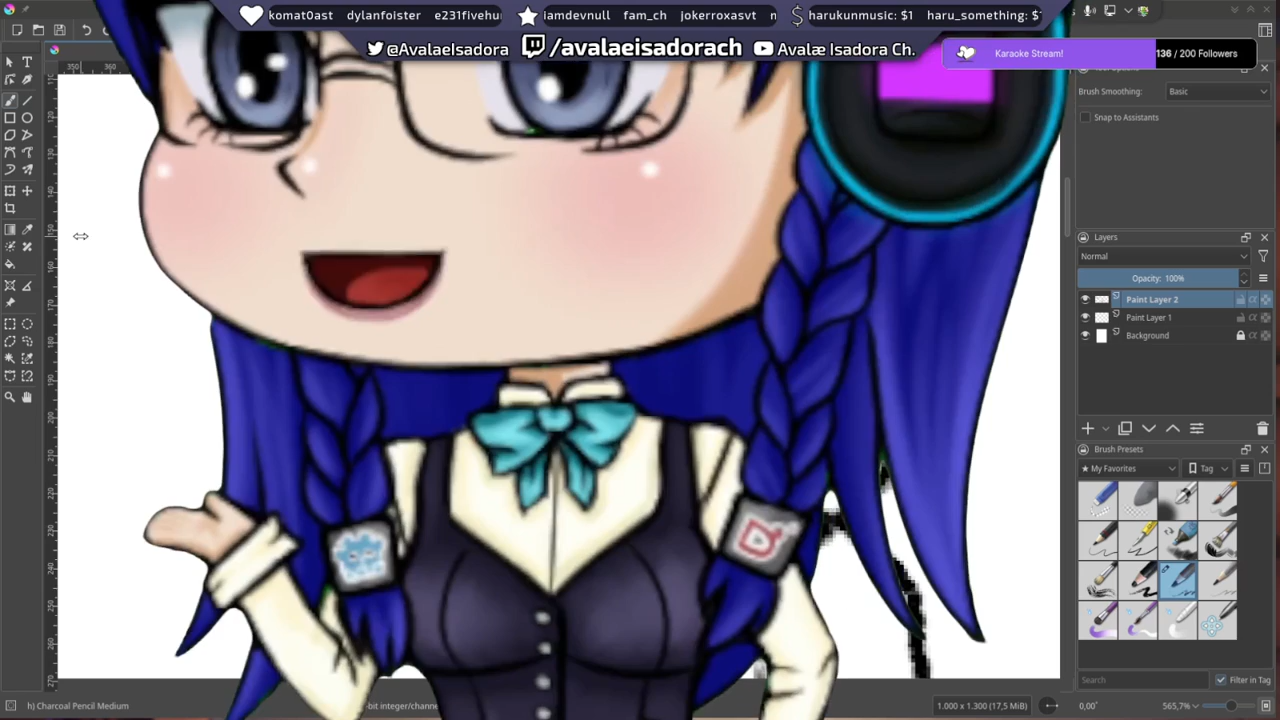 komat0ast dylanfoister e231fivehu
Iamdevnull fam_ch jokerroxasvt n
harukunmusic: $1 haru_something: $1
@AvalaeIsadora /avalaeisadorach Avalæ Isadora Ch.
Karaoke Stream! 136 / 200 Followers
Brush Smoothing: Basic
Snap to Assistants
350 360
Layers
Normal
Opacity: 100%
Paint Layer 2
Paint Layer 1
Background
Brush Presets
★ My Favorites Tag
Search Filter in Tag
h) Charcoal Pencil Medium -bit integer/channe 1.000 x 1.300 (17,5 MiB) 0,00° 565,7%